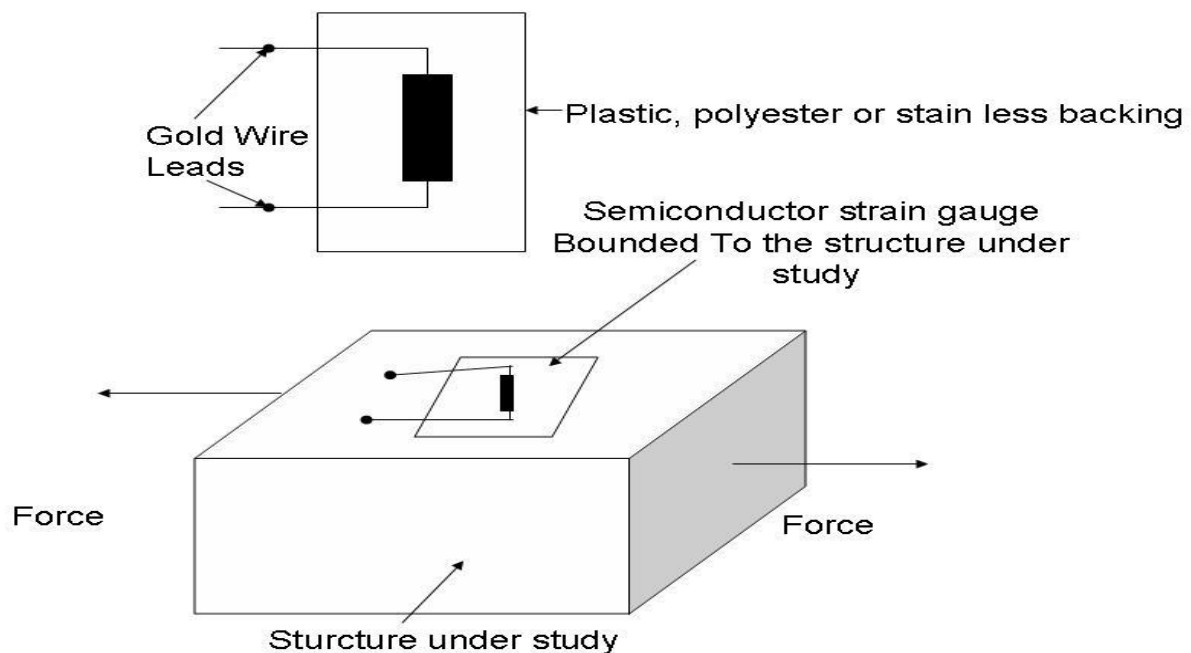 Gold Wire
Leads
Plastic, polyester or stain less backing
Semiconductor strain gauge
Bounded To the structure under
study
Force
Force
Sturcture under study